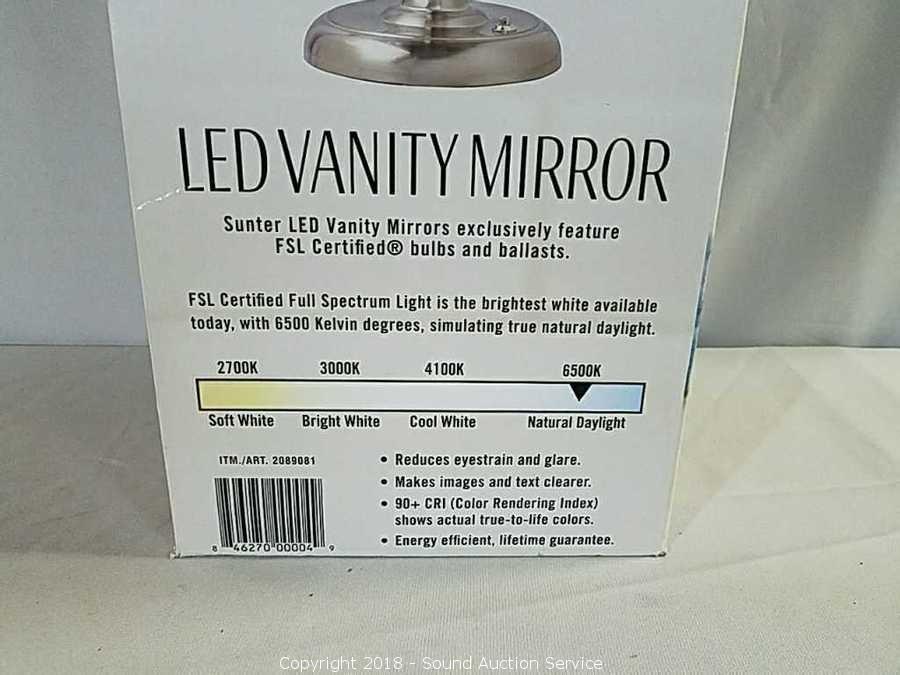 LED VANITY MIRROR
Sunter LED Vanity Mirrors exclusively feature
FSL Certified® bulbs and ballasts.
FSL Certified Full Spectrum Light is the brightest white available
today, with 6500 Kelvin degrees, simulating true natural daylight.
2700K 3000K 4100K 6500K
Soft White Bright White Cool White Natural Daylight
ITM./ART. 2089081
8 46270 00004 9
• Reduces eyestrain and glare.
• Makes images and text clearer.
• 90+ CRI (Color Rendering Index)
shows actual true-to-life colors.
• Energy efficient, lifetime guarantee.
Copyright 2018 - Sound Auction Service